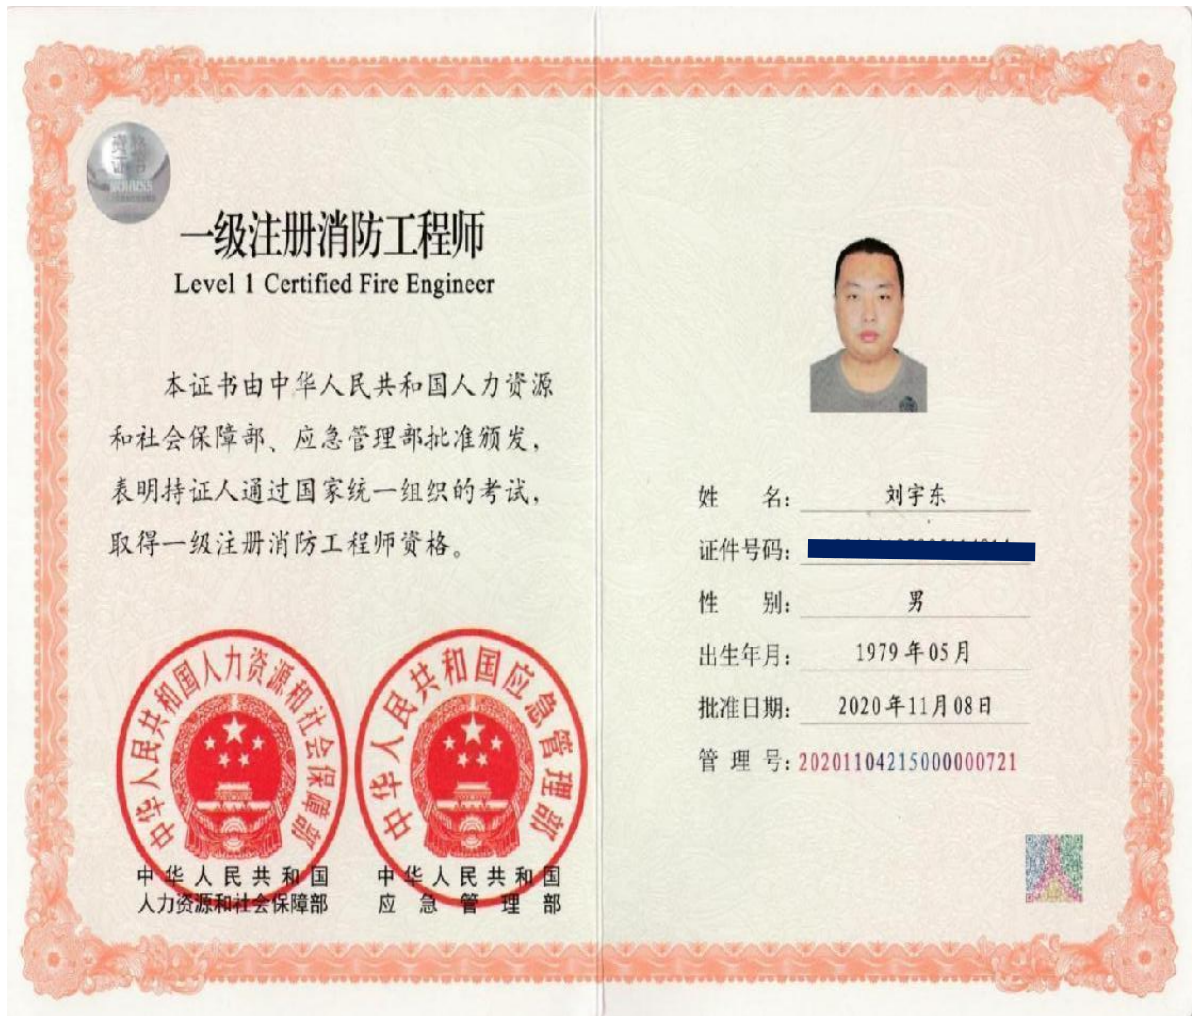 资格
证书
一级注册消防工程师
Level 1 Certified Fire Engineer
本证书由中华人民共和国人力资源
和社会保障部、应急管理部批准颁发，
表明持证人通过国家统一组织的考试，
取得一级注册消防工程师资格。
中华人民共和国人力资源和社会保障部
中华人民共和国应急管理部
中华人民共和国
人力资源和社会保障部
中华人民共和国
应急管理部
姓 名：刘宇东
证件号码：
性 别：男
出生年月：1979年05月
批准日期：2020年11月08日
管 理 号：20201104215000000721